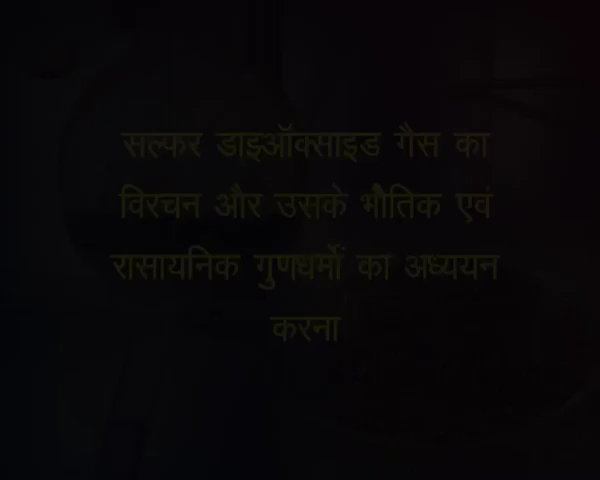 सल्फर डाइऑक्साइड गैस का
विरचन और उसके भौतिक एवं
रासायनिक गुणधर्मों का अध्ययन
करना